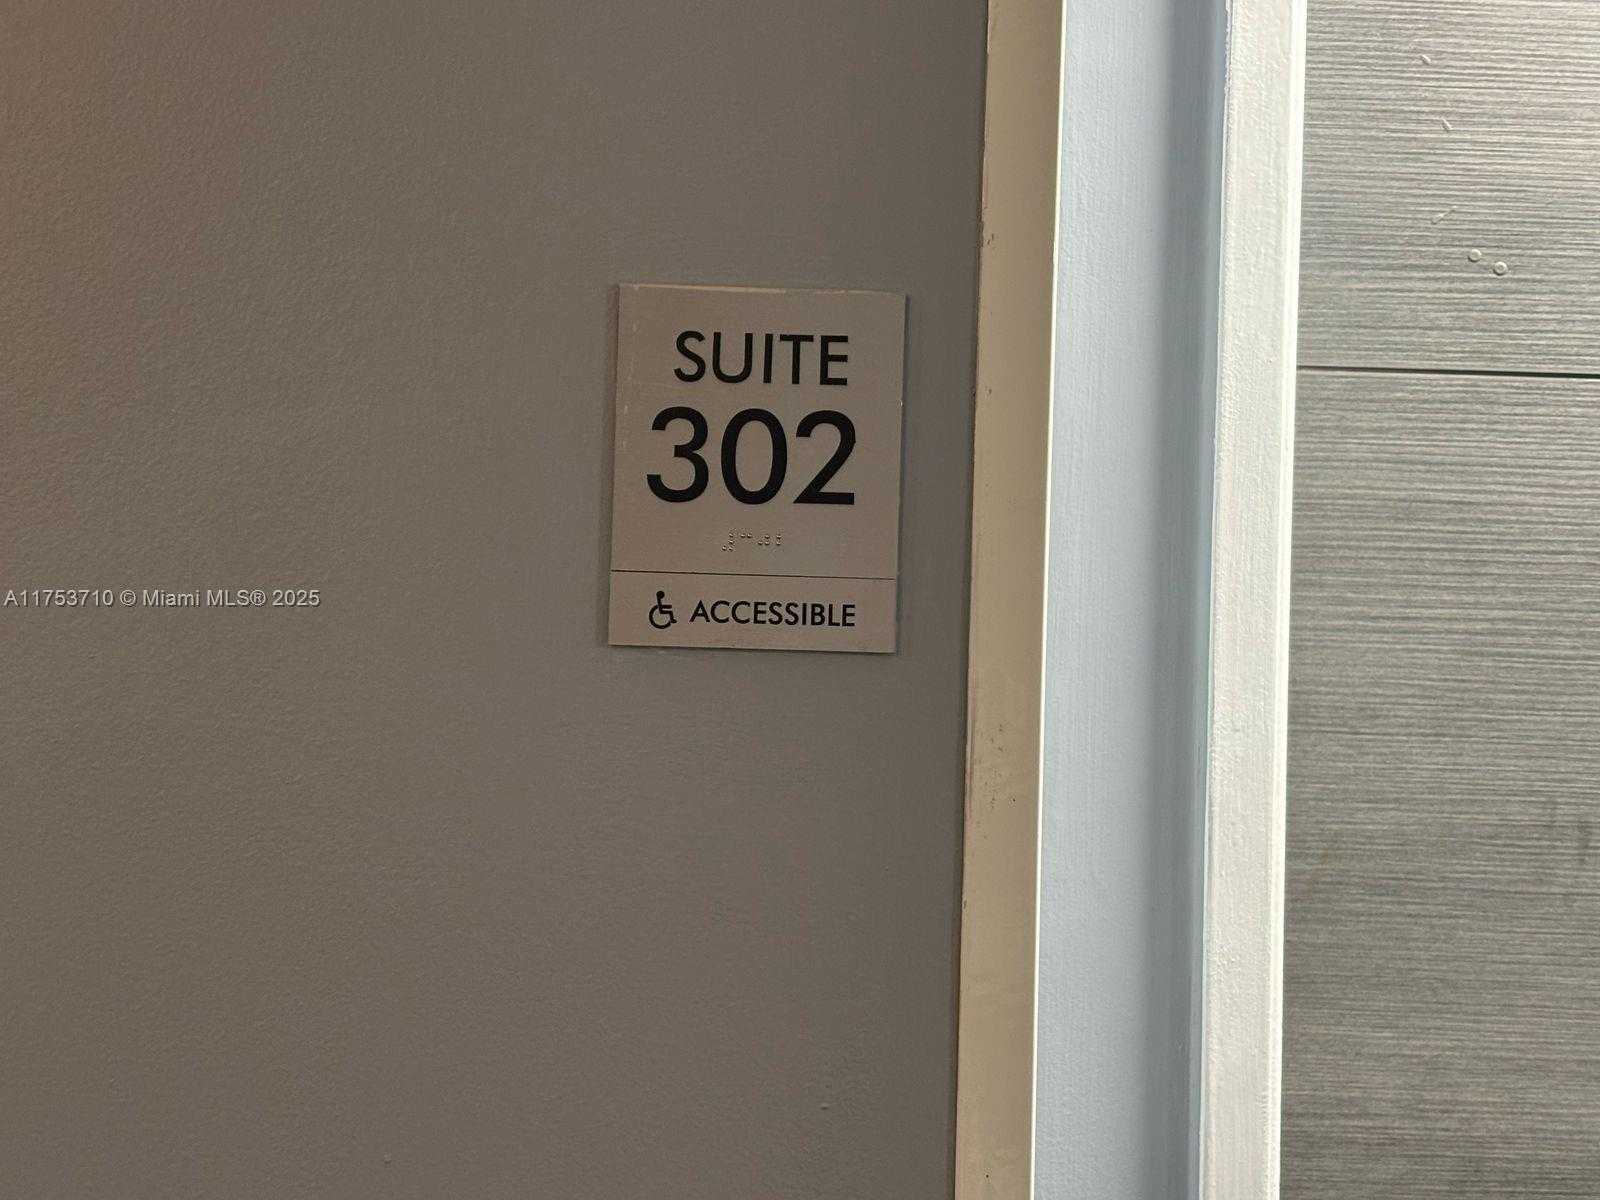 SUITE
302
ACCESSIBLE
A11753710 © Miami MLS® 2025